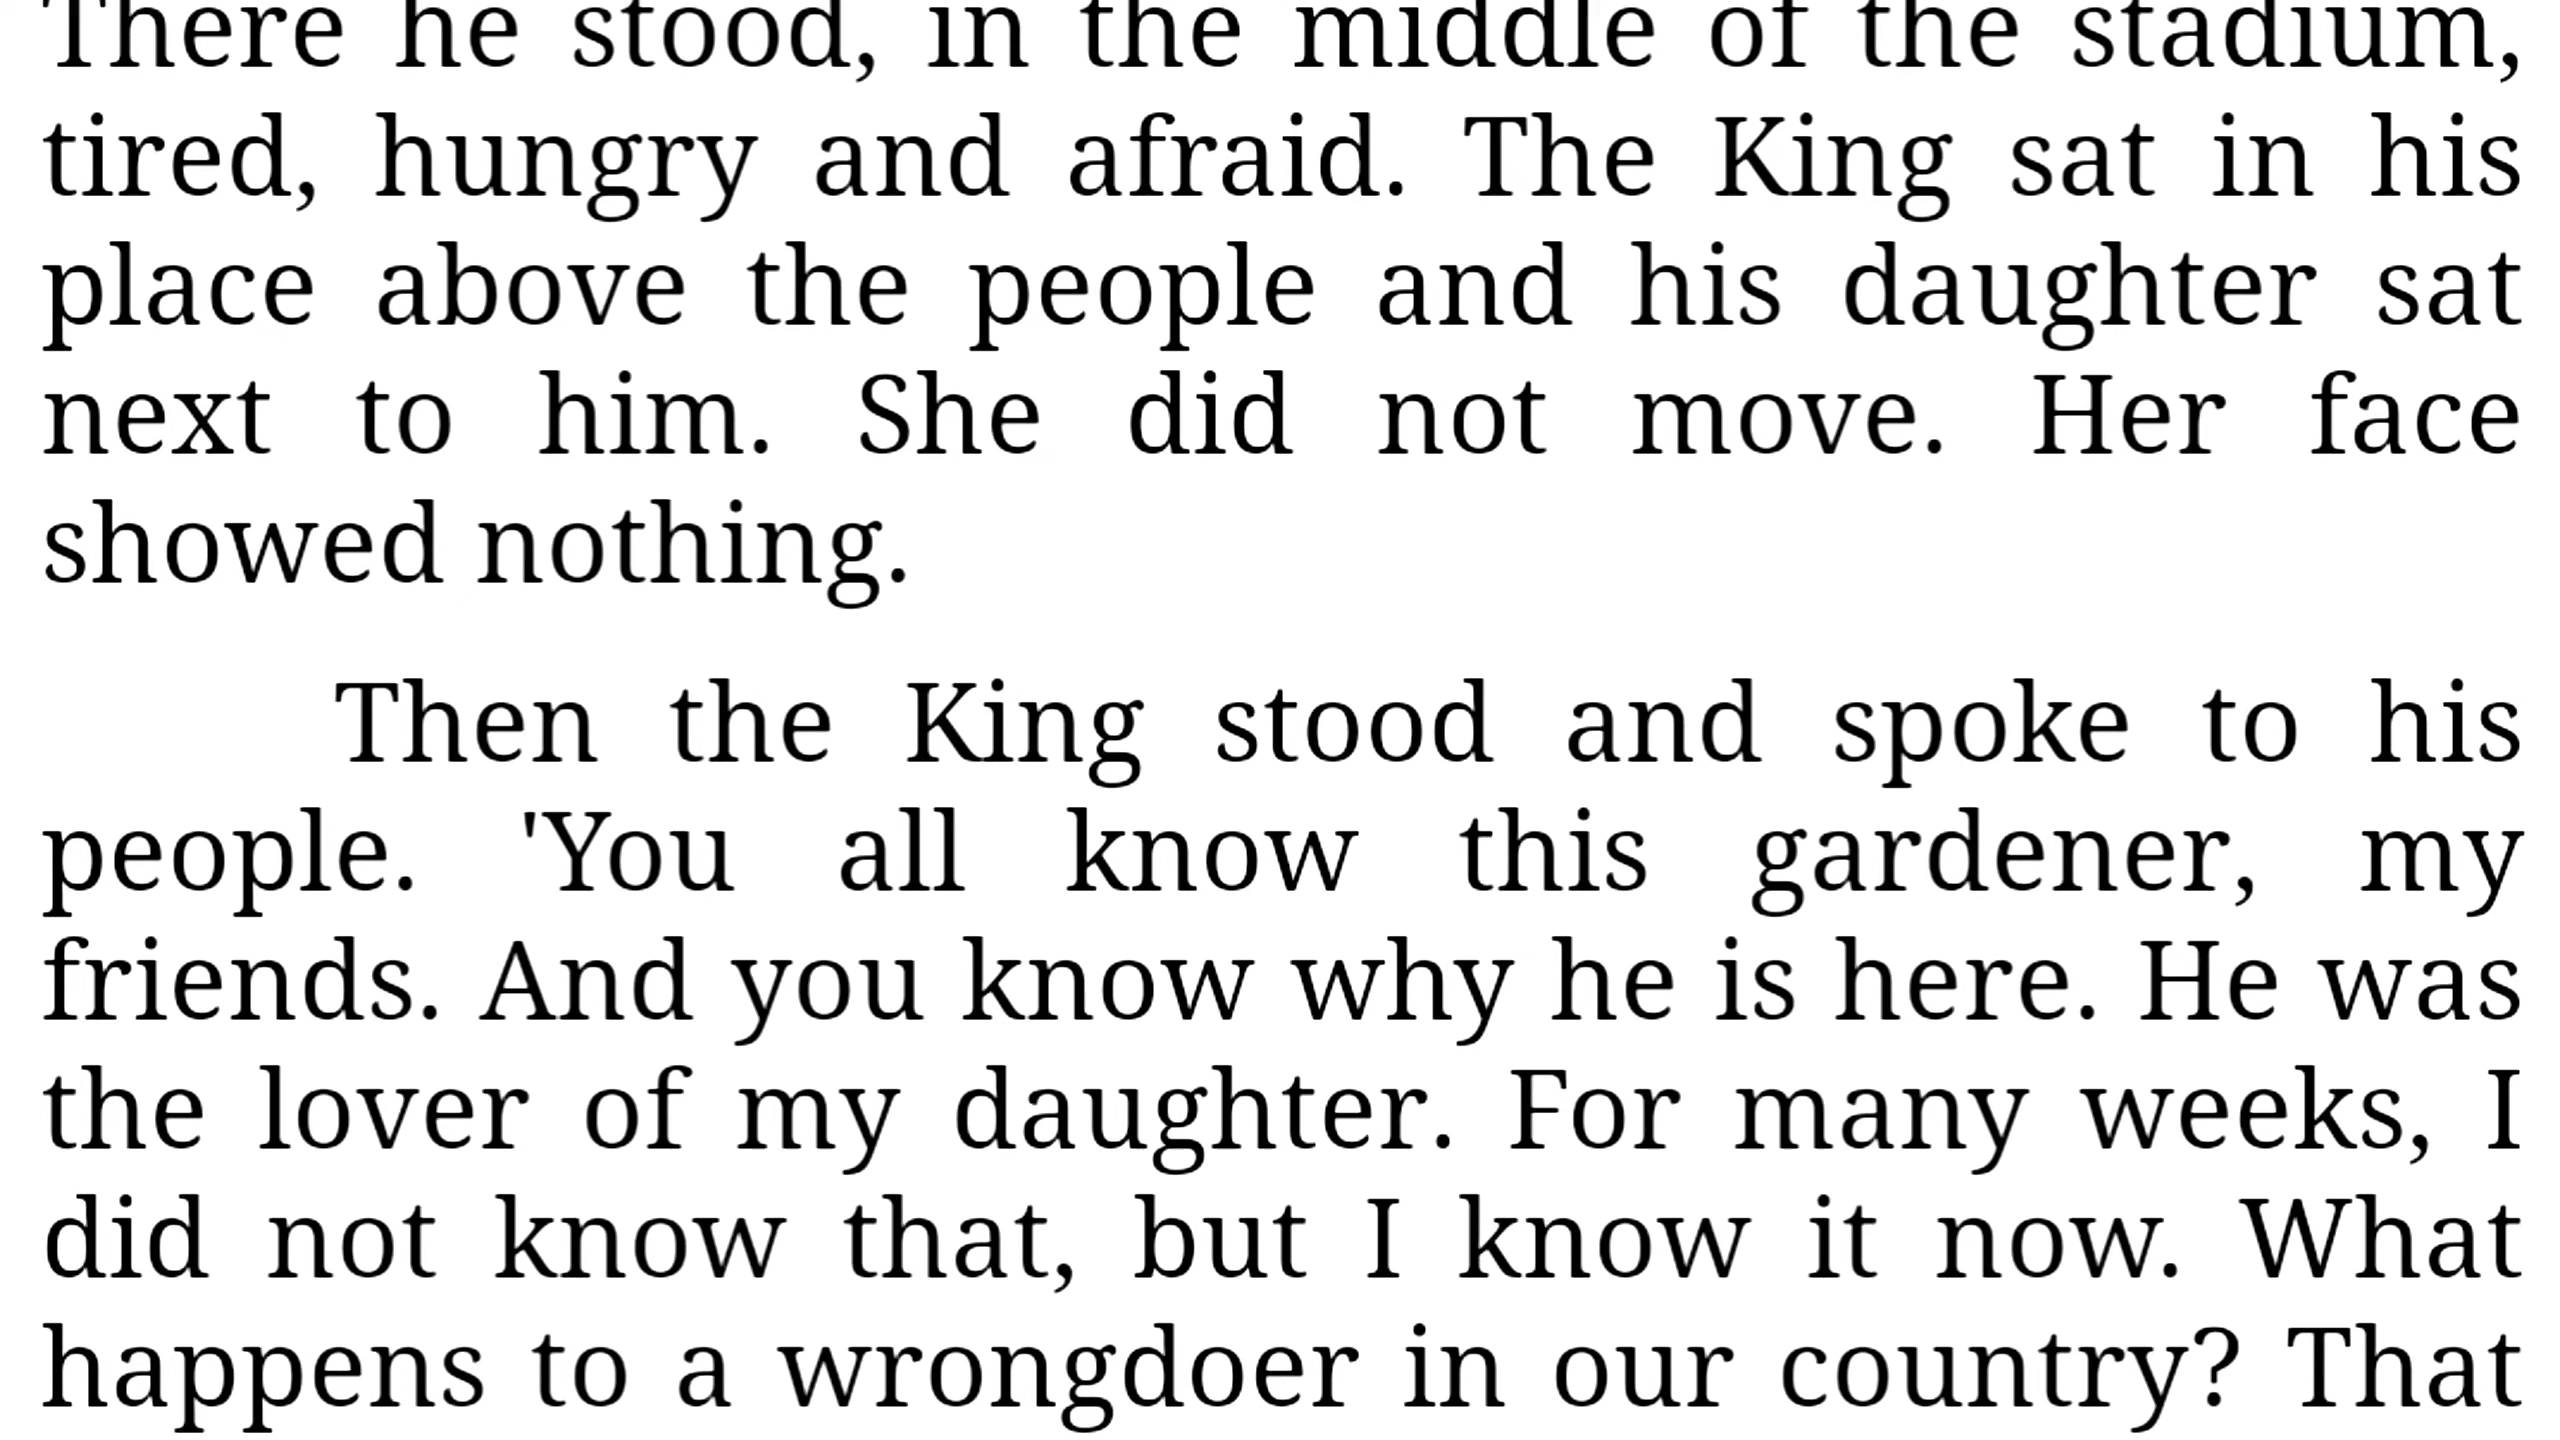 There he stood, in the middle of the stadium,
tired, hungry and afraid. The King sat in his
place above the people and his daughter sat
next to him. She did not move. Her face
showed nothing.
Then the King stood and spoke to his
people. 'You all know this gardener, my
friends. And you know why he is here. He was
the lover of my daughter. For many weeks, I
did not know that, but I know it now. What
happens to a wrongdoer in our country? That